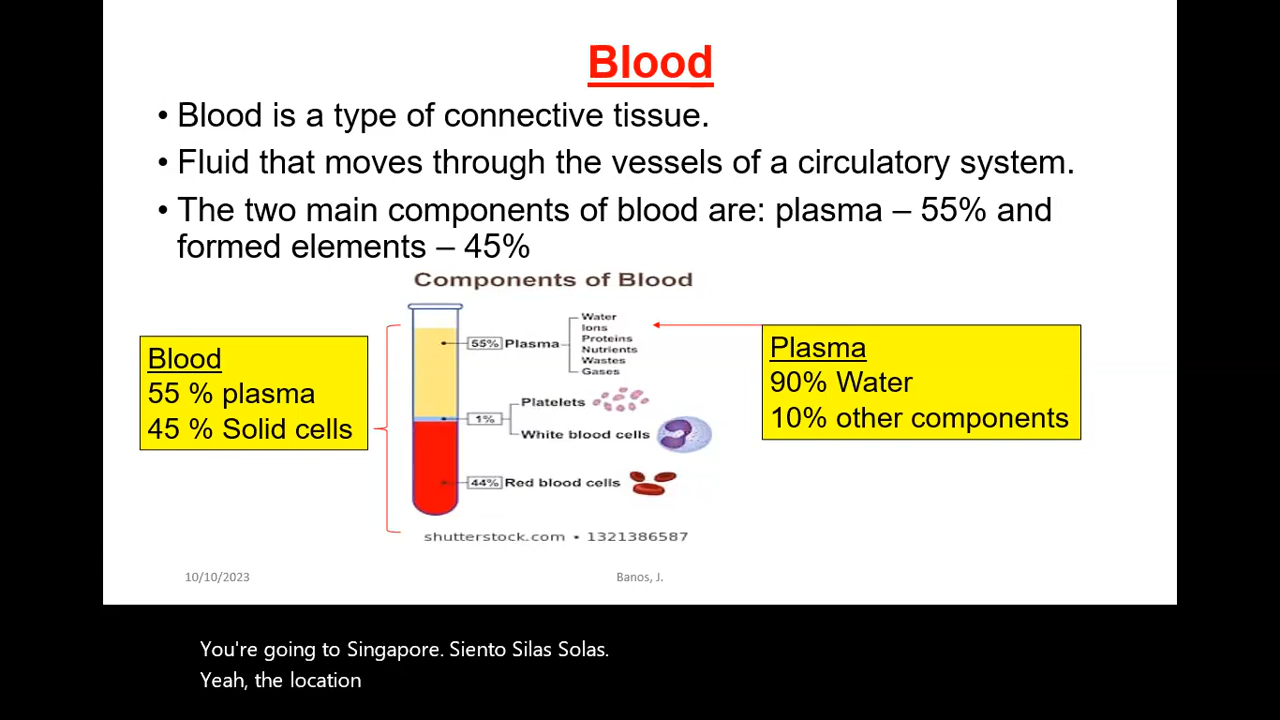 Blood
• Blood is a type of connective tissue.
• Fluid that moves through the vessels of a circulatory system.
• The two main components of blood are: plasma – 55% and
formed elements – 45%
Components of Blood
Blood
55 % plasma
45 % Solid cells
55% Plasma
Water
Ions
Proteins
Nutrients
Wastes
Gases
1%
Platelets
White blood cells
44% Red blood cells
Plasma
90% Water
10% other components
shutterstock.com • 1321386587
10/10/2023
Banos, J.
You're going to Singapore. Siento Silas Solas.
Yeah, the location